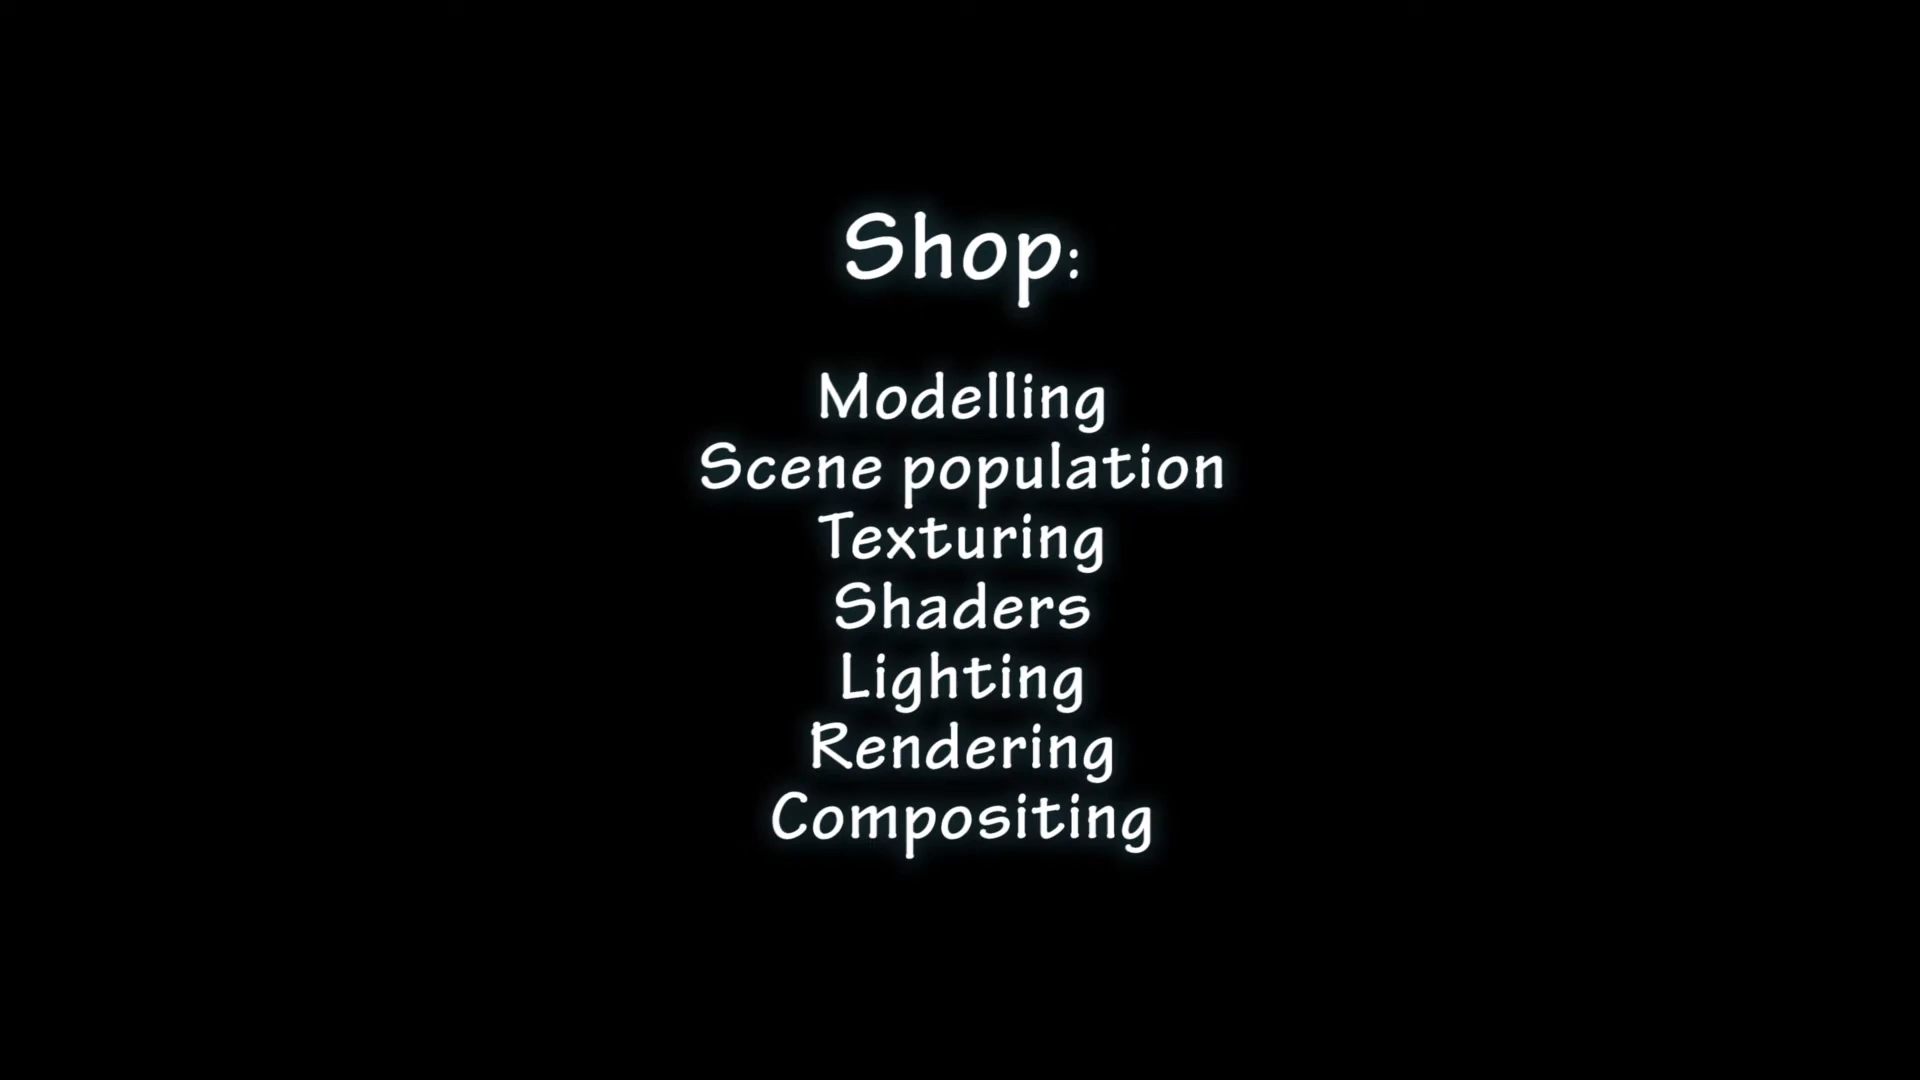 Shop:
Modelling
Scene population
Texturing
Shaders
Lighting
Rendering
Compositing